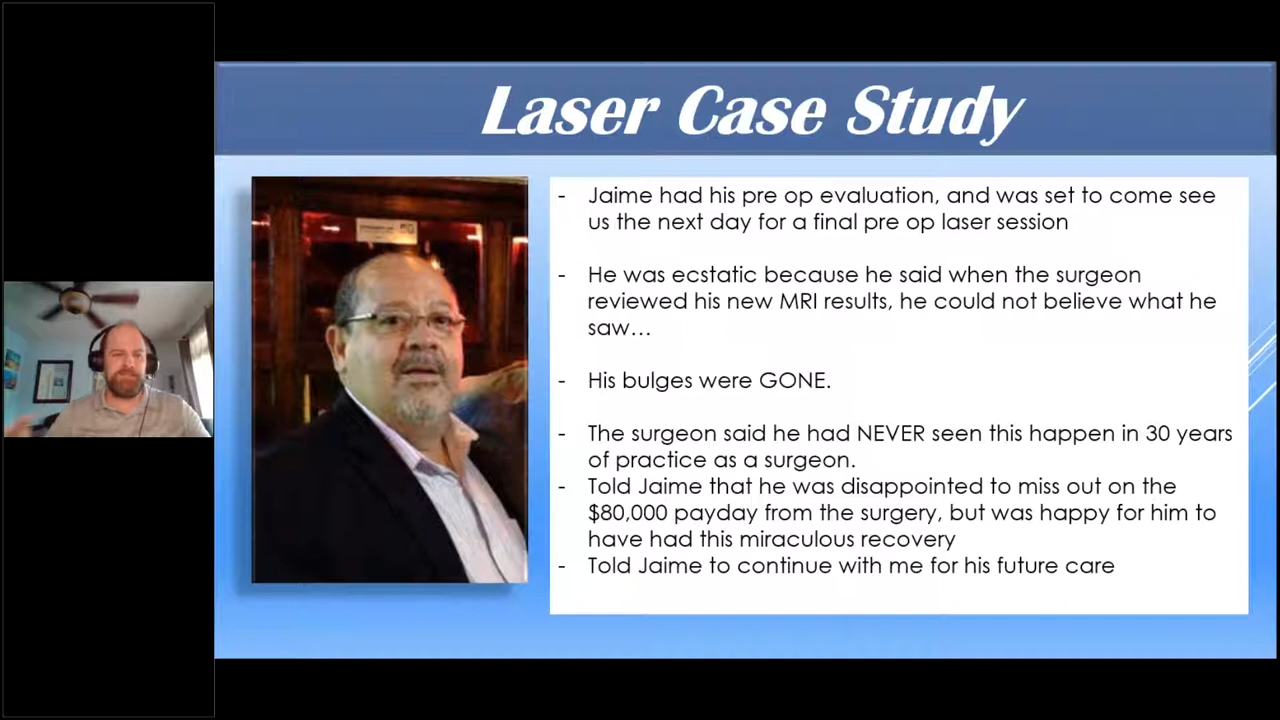 Laser Case Study
- Jaime had his pre op evaluation, and was set to come see
us the next day for a final pre op laser session
- He was ecstatic because he said when the surgeon
reviewed his new MRI results, he could not believe what he
saw…
- His bulges were GONE.
- The surgeon said he had NEVER seen this happen in 30 years
of practice as a surgeon.
- Told Jaime that he was disappointed to miss out on the
$80,000 payday from the surgery, but was happy for him to
have had this miraculous recovery
- Told Jaime to continue with me for his future care